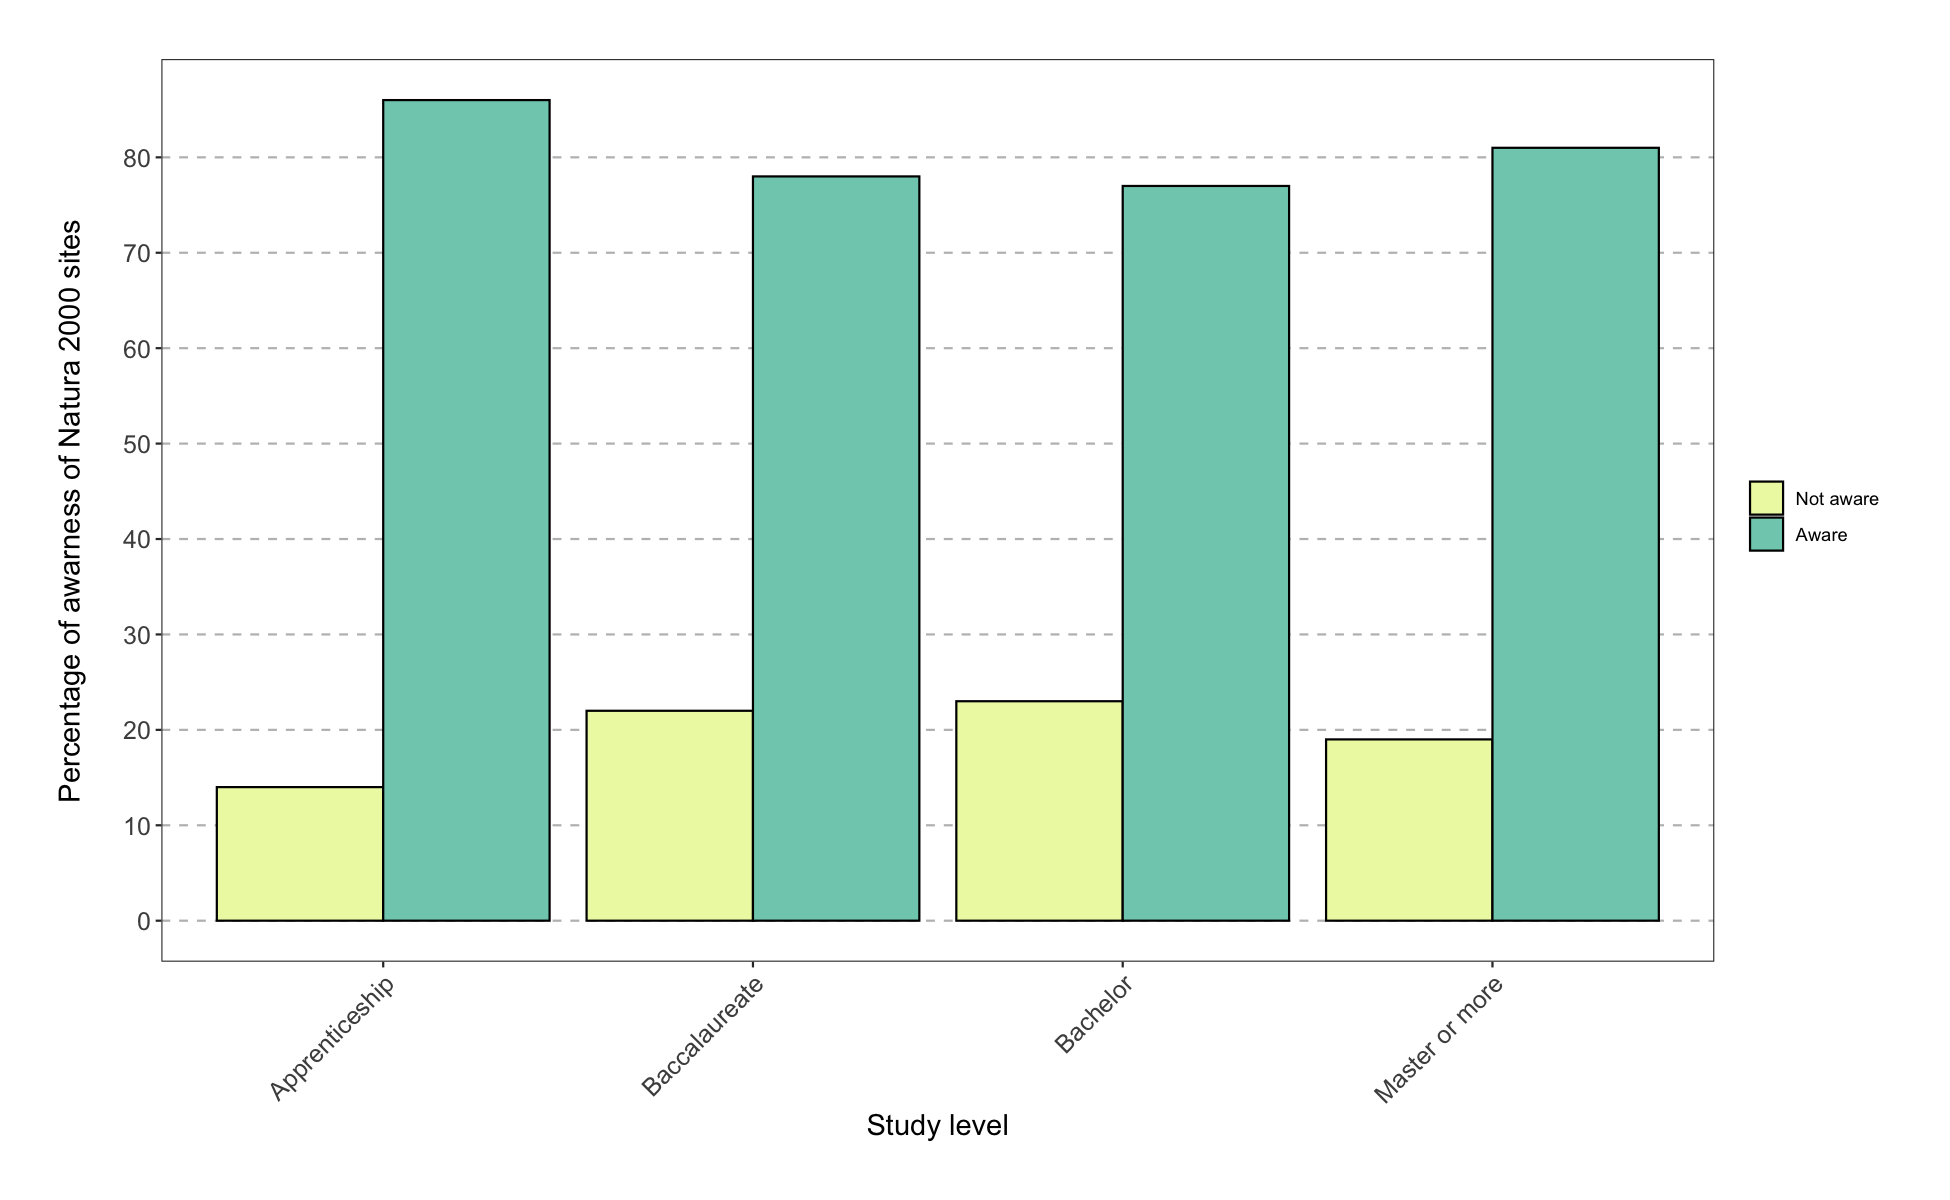 Percentage of awarness of Natura 2000 sites
80
70
60
50
40
30
20
10
0
Apprenticeship
Baccalaureate
Bachelor
Master or more
Study level
Not aware
Aware